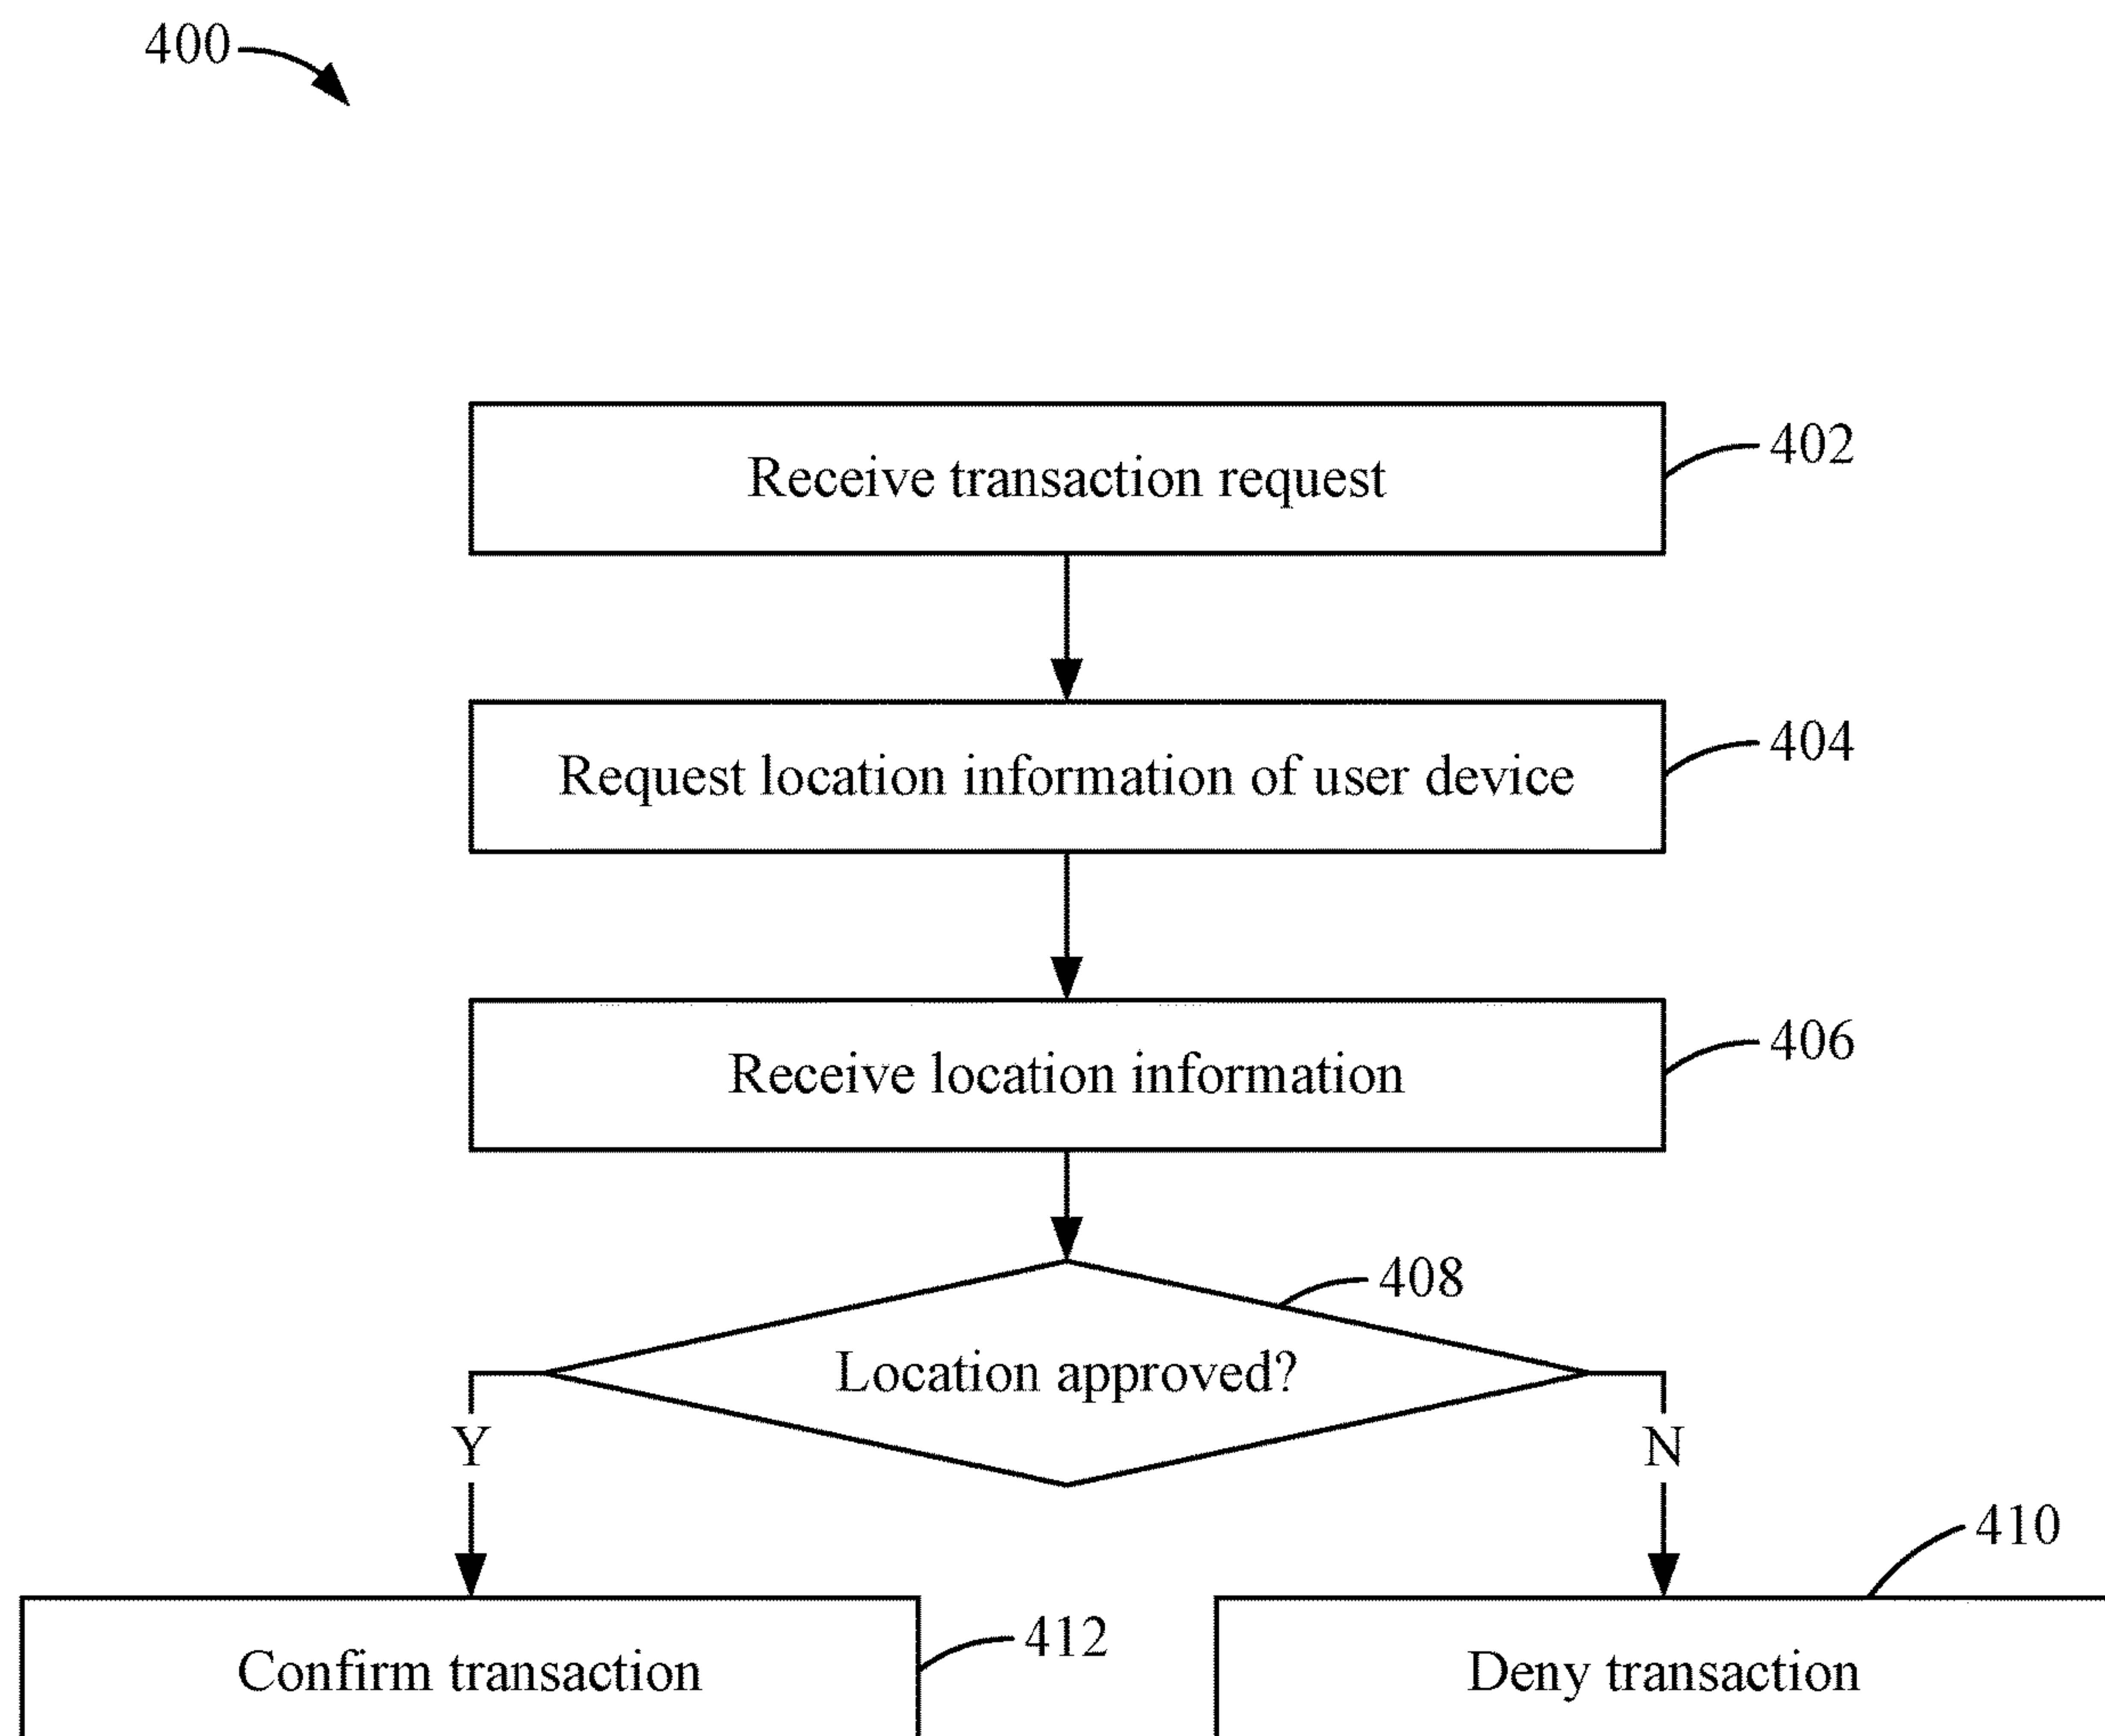 400
Receive transaction request
402
Request location information of user device
404
Receive location information
406
408
Location approved?
Y
N
410
Confirm transaction
412
Deny transaction